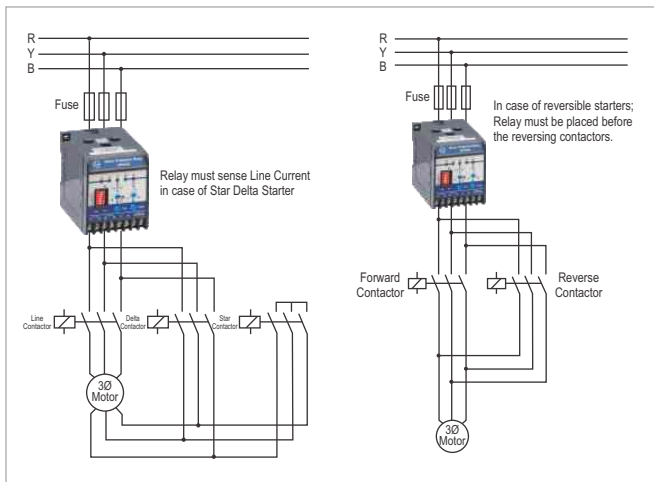 R
Y
B
Fuse
Relay must sense Line Current
in case of Star Delta Starter
Line
Contactor
Delta
Contactor
Star
Contactor
3Ø
Motor
R
Y
B
Fuse
In case of reversible starters;
Relay must be placed before
the reversing contactors.
Forward
Contactor
Reverse
Contactor
3Ø
Motor